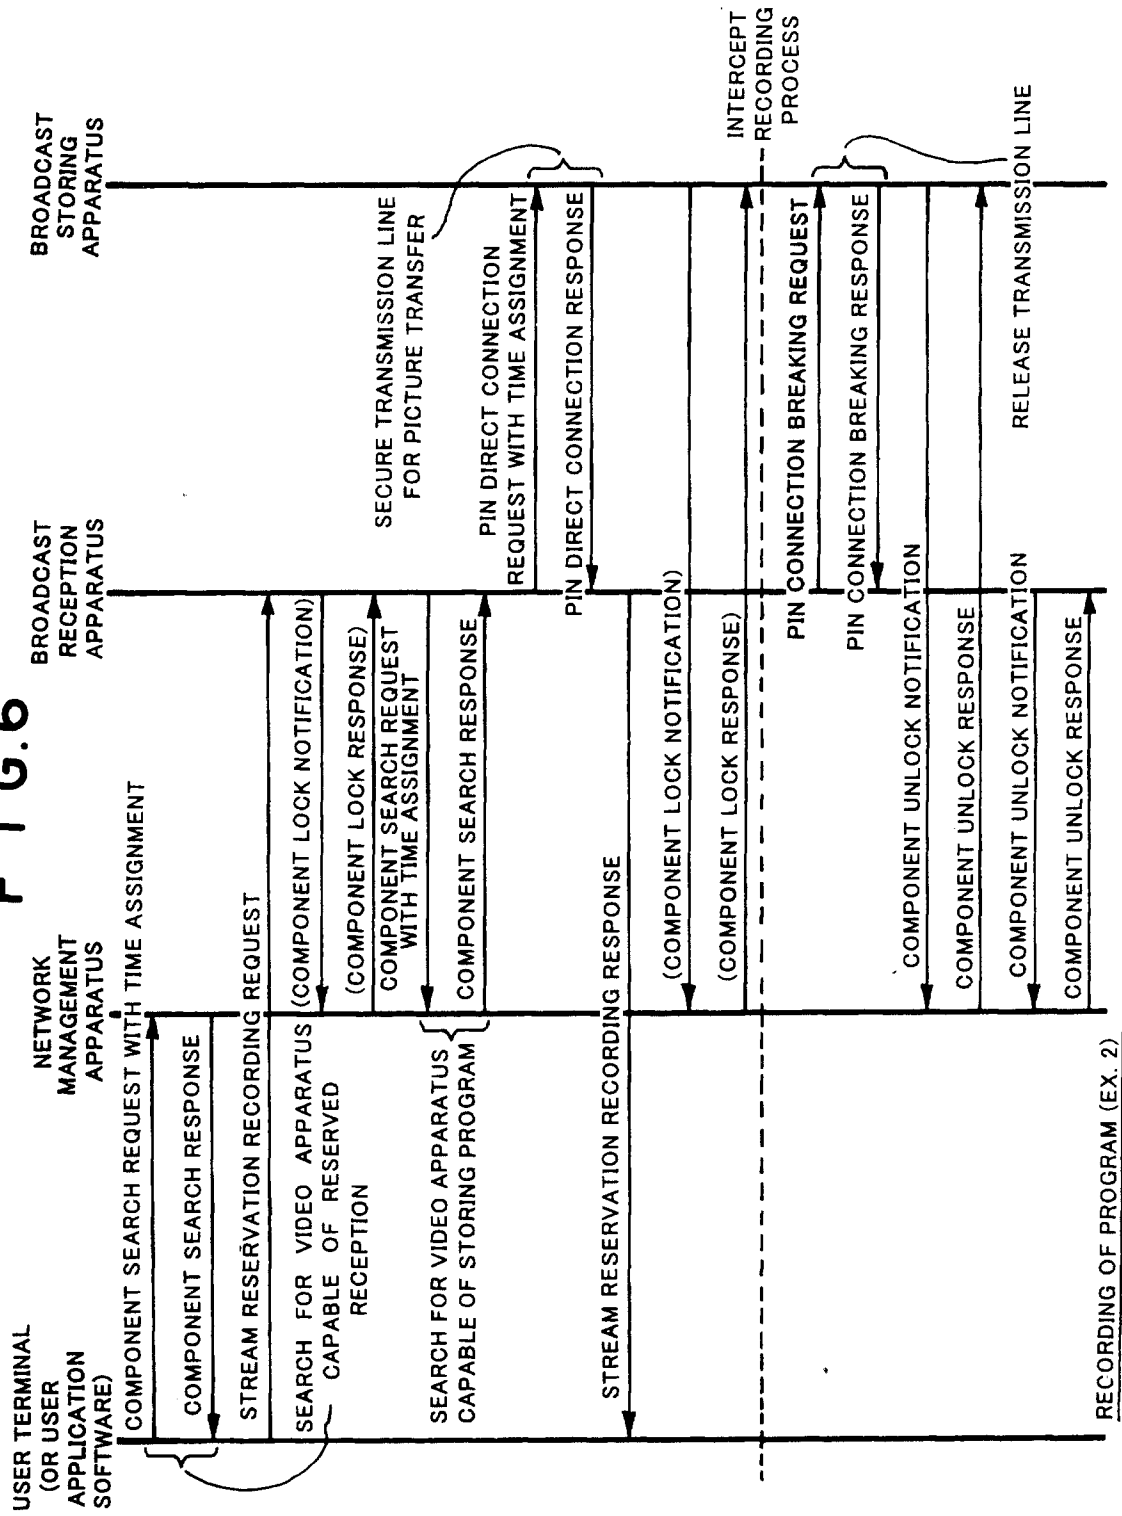 F I G.6
USER TERMINAL
(OR USER
APPLICATION
SOFTWARE)
NETWORK
MANAGEMENT
APPARATUS
BROADCAST
RECEPTION
APPARATUS
BROADCAST
STORING
APPARATUS
COMPONENT SEARCH REQUEST WITH TIME ASSIGNMENT
COMPONENT SEARCH RESPONSE
STREAM RESERVATION RECORDING REQUEST
SEARCH FOR VIDEO APPARATUS
CAPABLE OF RESERVED
RECEPTION
(COMPONENT LOCK NOTIFICATION)
(COMPONENT LOCK RESPONSE)
COMPONENT SEARCH REQUEST
WITH TIME ASSIGNMENT
SEARCH FOR VIDEO APPARATUS
CAPABLE OF STORING PROGRAM
COMPONENT SEARCH RESPONSE
SECURE TRANSMISSION LINE
FOR PICTURE TRANSFER
PIN DIRECT CONNECTION
REQUEST WITH TIME ASSIGNMENT
PIN DIRECT CONNECTION RESPONSE
STREAM RESERVATION RECORDING RESPONSE
(COMPONENT LOCK NOTIFICATION)
(COMPONENT LOCK RESPONSE)
INTERCEPT
RECORDING
PROCESS
PIN CONNECTION BREAKING REQUEST
PIN CONNECTION BREAKING RESPONSE
COMPONENT UNLOCK NOTIFICATION
COMPONENT UNLOCK RESPONSE
RELEASE TRANSMISSION LINE
COMPONENT UNLOCK NOTIFICATION
COMPONENT UNLOCK RESPONSE
RECORDING OF PROGRAM (EX. 2)